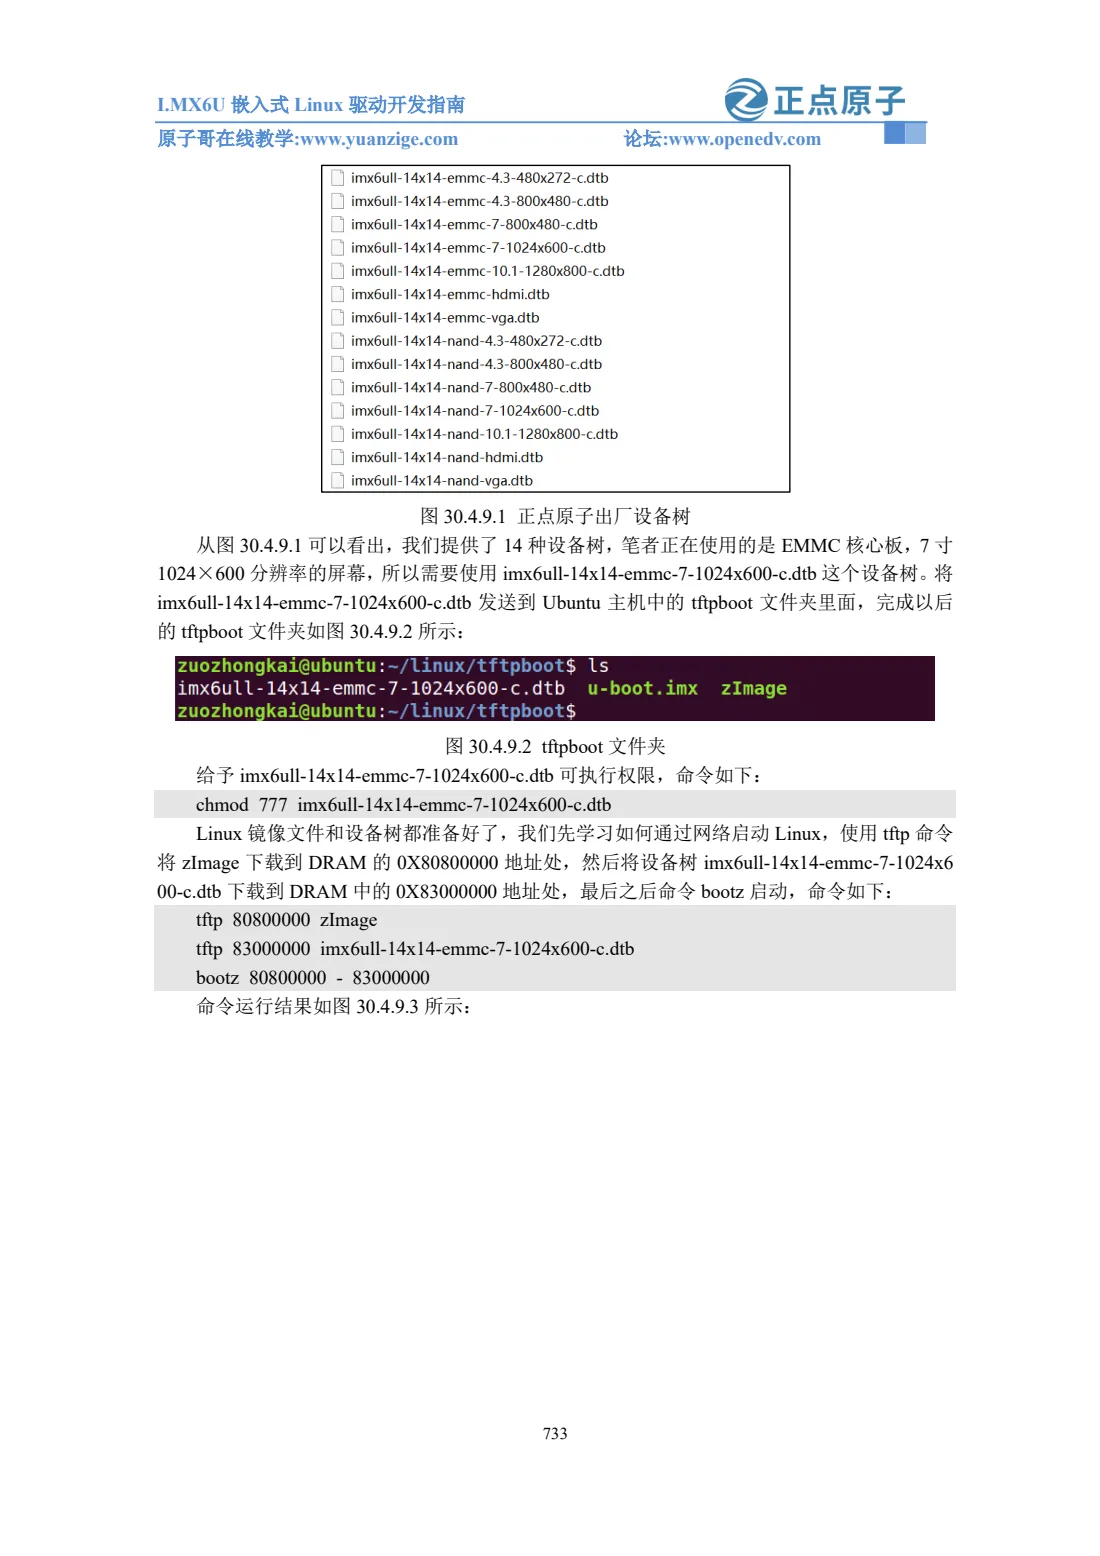 I.MX6U 嵌入式 Linux 驱动开发指南
正点原子
原子哥在线教学:www.yuanzige.com 论坛:www.openedv.com
imx6ull-14x14-emmc-4.3-480x272-c.dtb
imx6ull-14x14-emmc-4.3-800x480-c.dtb
imx6ull-14x14-emmc-7-800x480-c.dtb
imx6ull-14x14-emmc-7-1024x600-c.dtb
imx6ull-14x14-emmc-10.1-1280x800-c.dtb
imx6ull-14x14-emmc-hdmi.dtb
imx6ull-14x14-emmc-vga.dtb
imx6ull-14x14-nand-4.3-480x272-c.dtb
imx6ull-14x14-nand-4.3-800x480-c.dtb
imx6ull-14x14-nand-7-800x480-c.dtb
imx6ull-14x14-nand-7-1024x600-c.dtb
imx6ull-14x14-nand-10.1-1280x800-c.dtb
imx6ull-14x14-nand-hdmi.dtb
imx6ull-14x14-nand-vga.dtb
图 30.4.9.1 正点原子出厂设备树
从图 30.4.9.1 可以看出，我们提供了 14 种设备树，笔者正在使用的是 EMMC 核心板，7 寸
1024×600 分辨率的屏幕，所以需要使用 imx6ull-14x14-emmc-7-1024x600-c.dtb 这个设备树。将
imx6ull-14x14-emmc-7-1024x600-c.dtb 发送到 Ubuntu 主机中的 tftpboot 文件夹里面，完成以后
的 tftpboot 文件夹如图 30.4.9.2 所示：
zuozhongkai@ubuntu:~/linux/tftpboot$ ls
imx6ull-14x14-emmc-7-1024x600-c.dtb u-boot.imx zImage
zuozhongkai@ubuntu:~/linux/tftpboot$
图 30.4.9.2 tftpboot 文件夹
给予 imx6ull-14x14-emmc-7-1024x600-c.dtb 可执行权限，命令如下：
chmod 777 imx6ull-14x14-emmc-7-1024x600-c.dtb
Linux 镜像文件和设备树都准备好了，我们先学习如何通过网络启动 Linux，使用 tftp 命令
将 zImage 下载到 DRAM 的 0X80800000 地址处，然后将设备树 imx6ull-14x14-emmc-7-1024x6
00-c.dtb 下载到 DRAM 中的 0X83000000 地址处，最后之后命令 bootz 启动，命令如下：
tftp 80800000 zImage
tftp 83000000 imx6ull-14x14-emmc-7-1024x600-c.dtb
bootz 80800000 - 83000000
命令运行结果如图 30.4.9.3 所示：
733